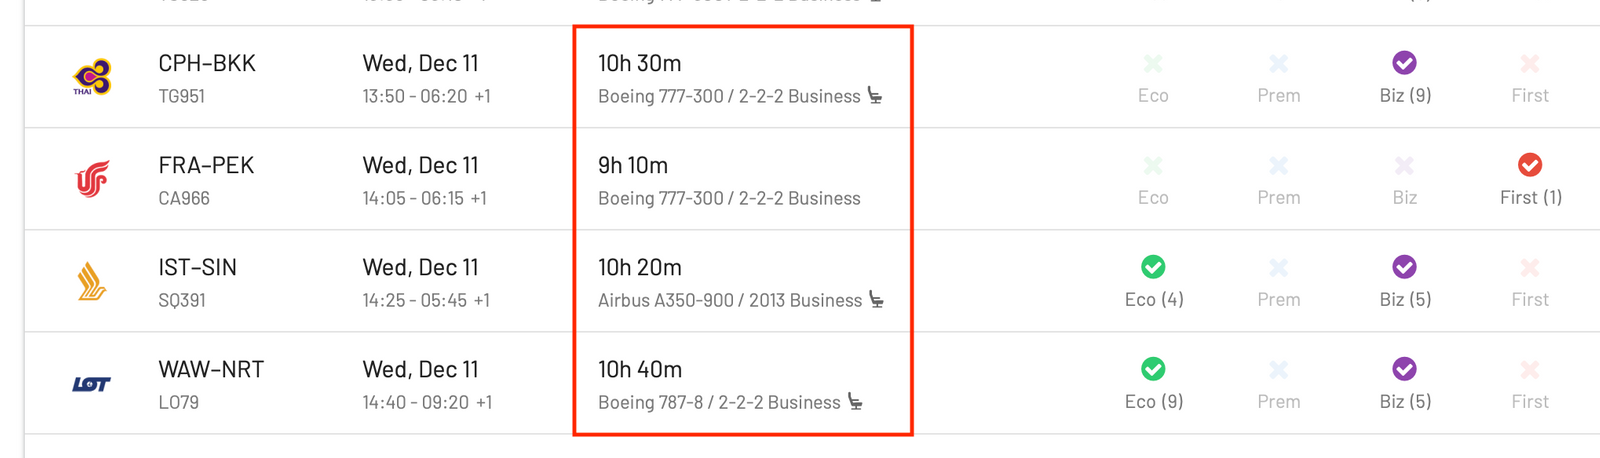 CPH–BKK Wed, Dec 11 10h 30m
THAI TG951 13:50 - 06:20 +1 Boeing 777-300 / 2-2-2 Business Eco Prem Biz (9) First
FRA–PEK Wed, Dec 11 9h 10m
CA966 14:05 - 06:15 +1 Boeing 777-300 / 2-2-2 Business Eco Prem Biz First (1)
IST–SIN Wed, Dec 11 10h 20m
SQ391 14:25 - 05:45 +1 Airbus A350-900 / 2013 Business Eco (4) Prem Biz (5) First
WAW–NRT Wed, Dec 11 10h 40m
LOT LO79 14:40 - 09:20 +1 Boeing 787-8 / 2-2-2 Business Eco (9) Prem Biz (5) First